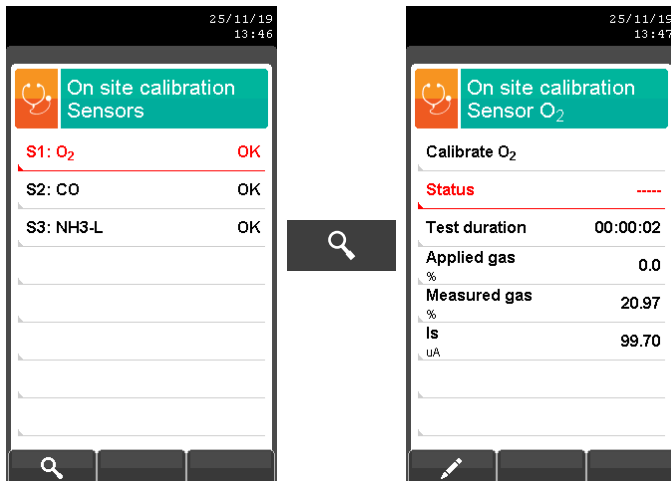 25/11/19
13:46
On site calibration
Sensors
S1: O₂ OK
S2: CO OK
S3: NH3-L OK
25/11/19
13:47
On site calibration
Sensor O₂
Calibrate O₂
Status -----
Test duration 00:00:02
Applied gas 0.0
%
Measured gas 20.97
%
Is 99.70
uA